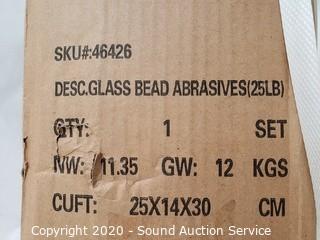 SKU#:46426
DESC.GLASS BEAD ABRASIVES(25LB)
QTY: 1 SET
NW: 11.35 GW: 12 KGS
CUFT: 25X14X30 CM
Copyright 2020 - Sound Auction Service